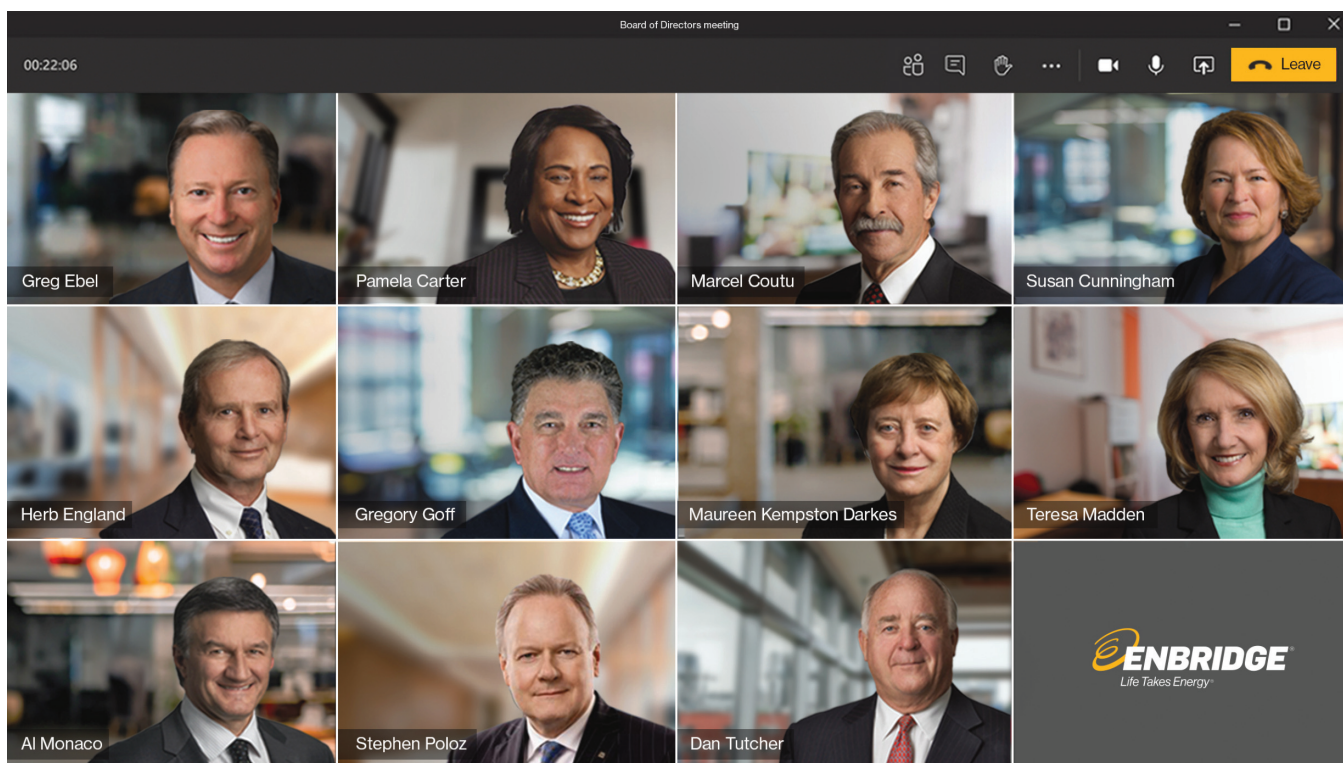 Board of Directors meeting
00:22:06
Leave
Greg Ebel
Pamela Carter
Marcel Coutu
Susan Cunningham
Herb England
Gregory Goff
Maureen Kempston Darkes
Teresa Madden
Al Monaco
Stephen Poloz
Dan Tutcher
ENBRIDGE®
Life Takes Energy®